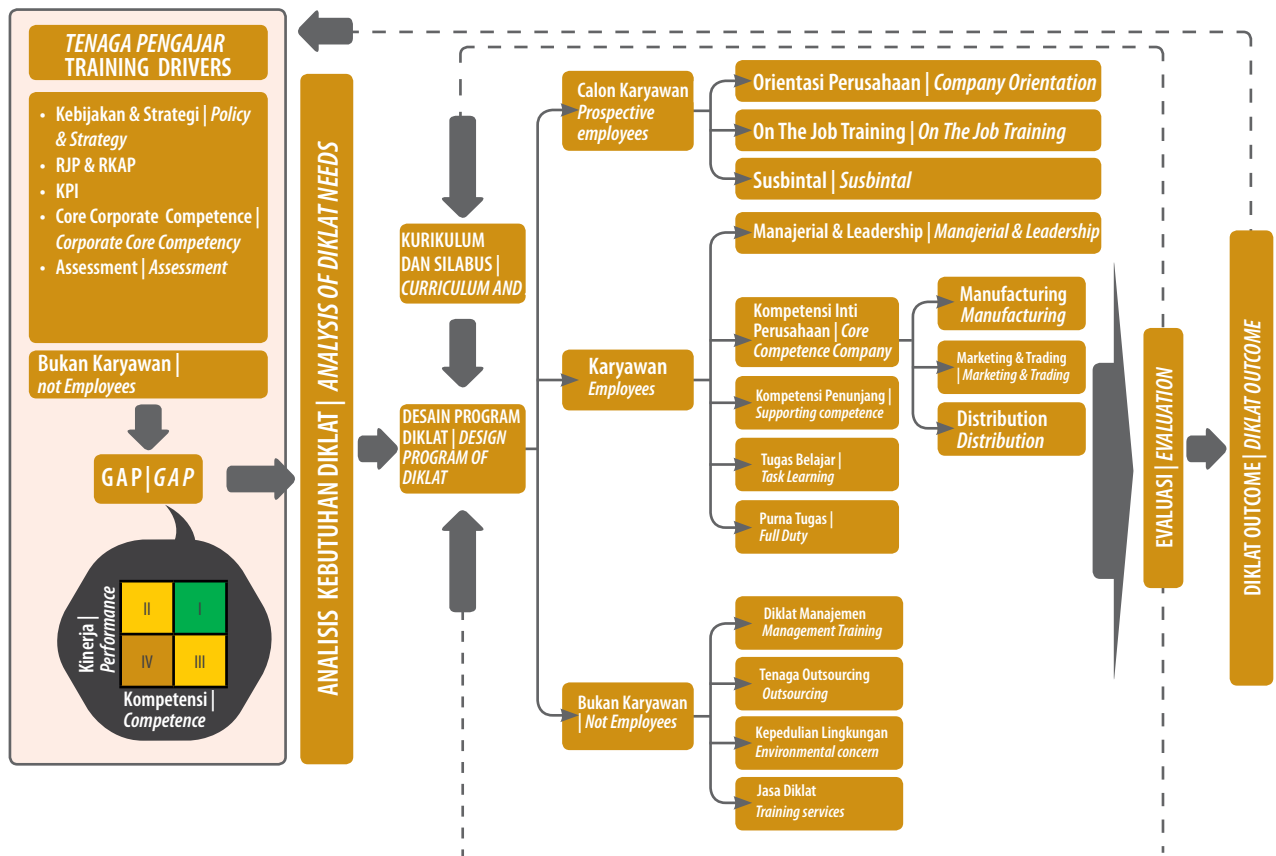 TENAGA PENGAJAR
TRAINING DRIVERS
• Kebijakan & Strategi | Policy
& Strategy
• RJP & RKAP
• KPI
• Core Corporate Competence |
Corporate Core Competency
• Assessment | Assessment
Bukan Karyawan |
not Employees
GAP | GAP
Kinerja |
Performance
II
I
IV
III
Kompetensi |
Competence
ANALISIS KEBUTUHAN DIKLAT | ANALYSIS OF DIKLAT NEEDS
KURIKULUM
DAN SILABUS |
CURRICULUM AND
DESAIN PROGRAM
DIKLAT | DESIGN
PROGRAM OF
DIKLAT
Calon Karyawan
Prospective
employees
Orientasi Perusahaan | Company Orientation
On The Job Training | On The Job Training
Susbintal | Susbintal
Karyawan
Employees
Manajerial & Leadership | Manajerial & Leadership
Kompetensi Inti
Perusahaan | Core
Competence Company
Manufacturing
Manufacturing
Marketing & Trading
| Marketing & Trading
Distribution
Distribution
Kompetensi Penunjang |
Supporting competence
Tugas Belajar |
Task Learning
Purna Tugas |
Full Duty
Bukan Karyawan
| Not Employees
Diklat Manajemen
Management Training
Tenaga Outsourcing
Outsourcing
Kepedulian Lingkungan
Environmental concern
Jasa Diklat
Training services
EVALUASI | EVALUATION
DIKLAT OUTCOME | DIKLAT OUTCOME